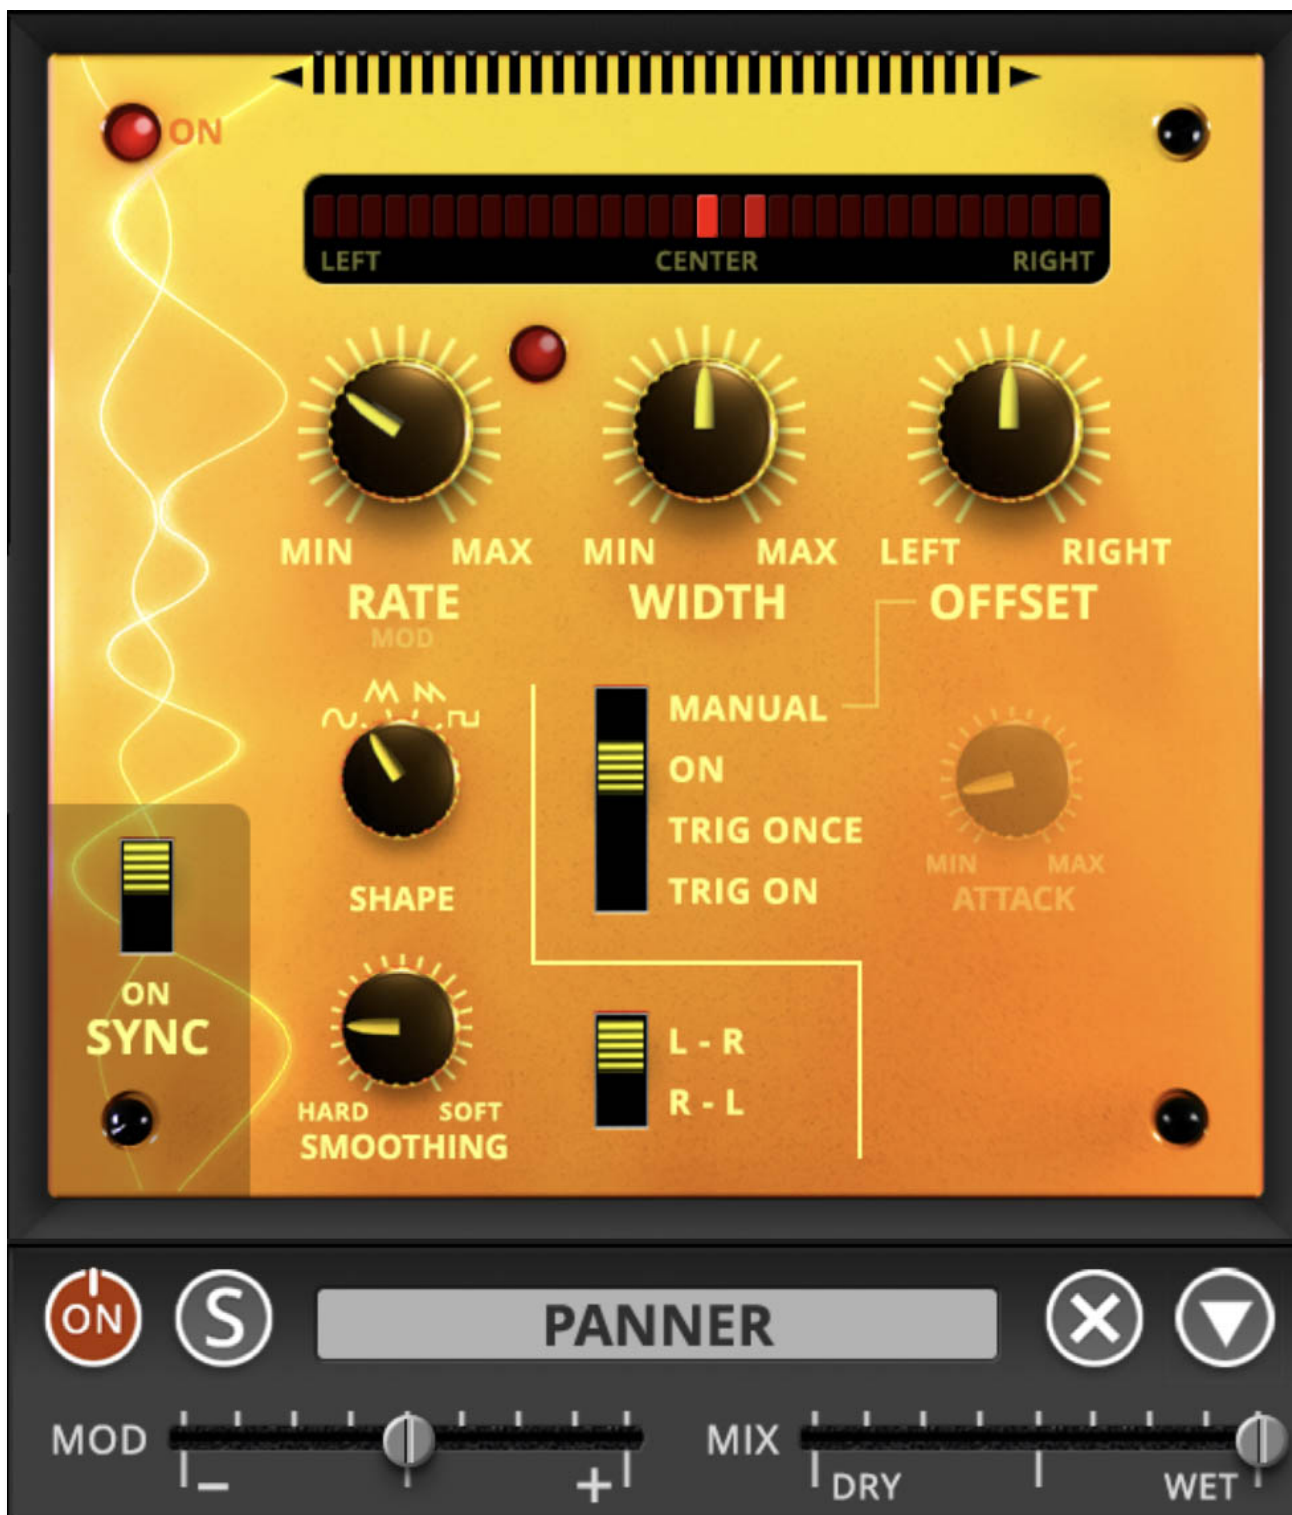 ON
LEFT CENTER RIGHT
MIN MAX MIN MAX LEFT RIGHT
RATE WIDTH OFFSET
MOD
MANUAL
ON
TRIG ONCE
TRIG ON
MIN MAX
ATTACK
SHAPE
ON
SYNC
L - R
R - L
HARD SOFT
SMOOTHING
ON S PANNER
MOD MIX
- + DRY WET